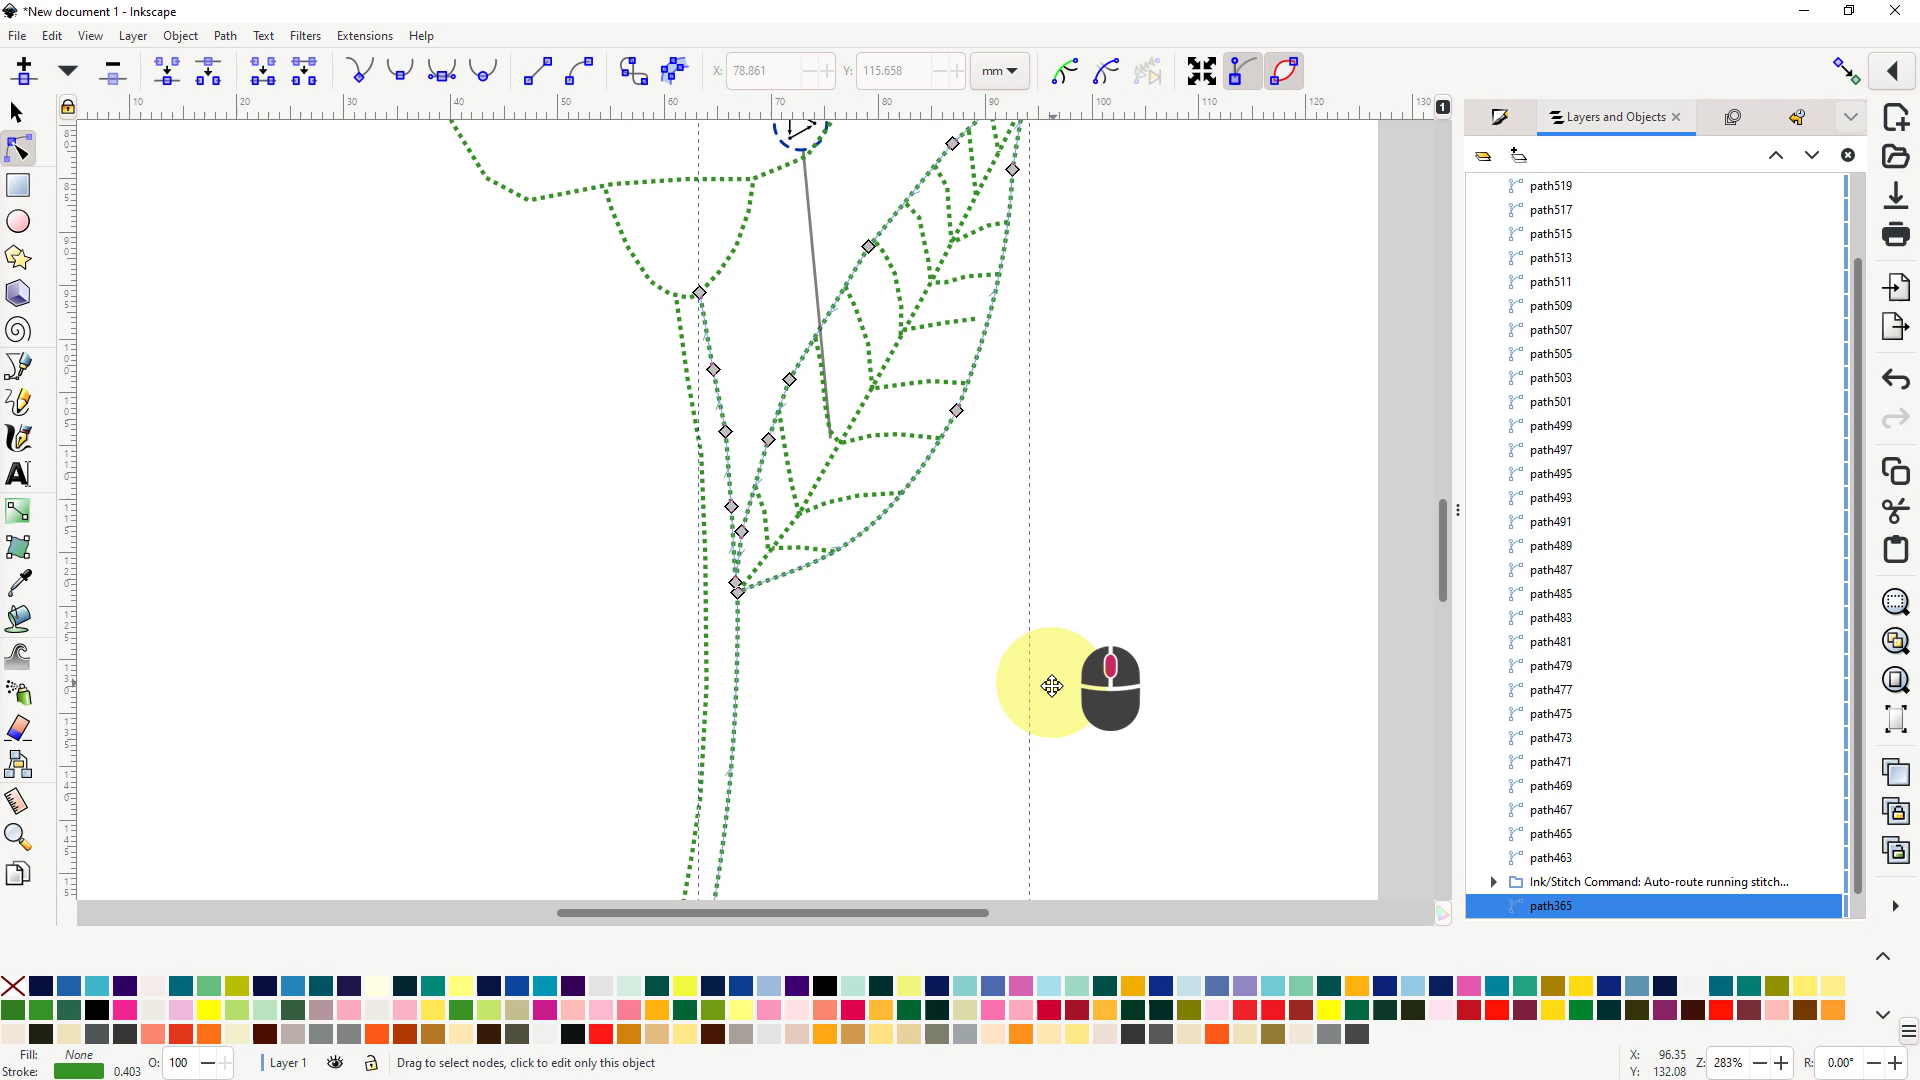 *New document 1 - Inkscape
File Edit View Layer Object Path Text Filters Extensions Help
X: 78.861 Y: 115.658 mm
10 20 30 40 50 60 70 80 90 100 110 120 130
1
Layers and Objects
path519
path517
path515
path513
path511
path509
path507
path505
path503
path501
path499
path497
path495
path493
path491
path489
path487
path485
path483
path481
path479
path477
path475
path473
path471
path469
path467
path465
path463
Ink/Stitch Command: Auto-route running stitch...
path365
Fill: None
Stroke: 0.403
O: 100
Layer 1
Drag to select nodes, click to edit only this object
X: 96.35
Y: 132.08
Z: 283%
R: 0.00°